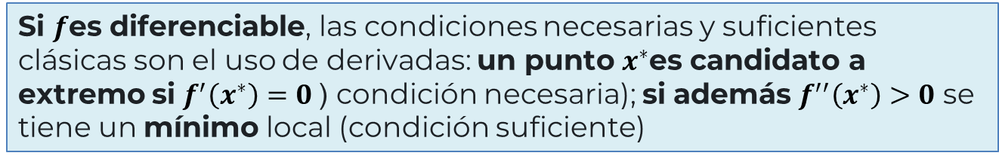 Si 𝒇es diferenciable, las condiciones necesarias y suficientes
clásicas son el uso de derivadas: un punto 𝒙*es candidato a
extremo si 𝒇′(𝒙*) = 𝟎 ) condición necesaria); si además 𝒇′′(𝒙*) > 𝟎 se
tiene un mínimo local (condición suficiente)